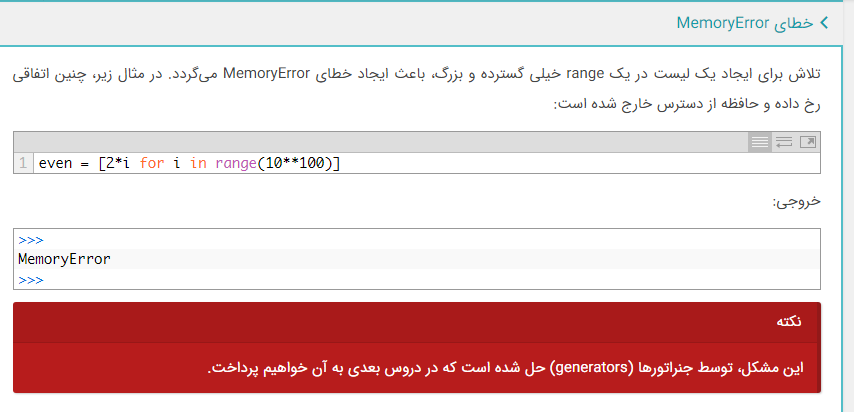 خطای MemoryError
تلاش برای ایجاد یک لیست در یک range خیلی گسترده و بزرگ، باعث ایجاد خطای MemoryError می‌گردد. در مثال زیر، چنین اتفاقی
رخ داده و حافظه از دسترس خارج شده است:
1 even = [2*i for i in range(10**100)]
خروجی:
>>>
MemoryError
>>>
نکته
این مشکل، توسط جنراتورها (generators) حل شده است که در دروس بعدی به آن خواهیم پرداخت.